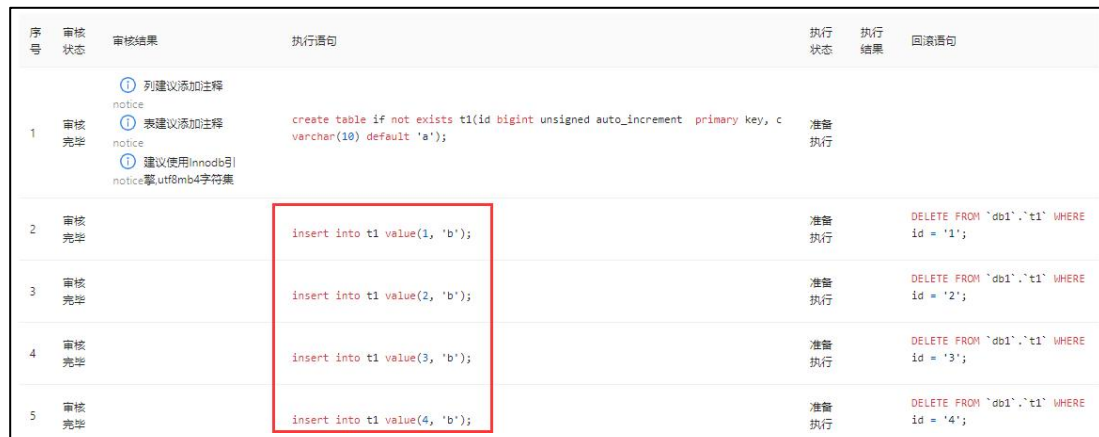 序号 审核状态 审核结果 执行语句 执行状态 执行结果 回滚语句
列建议添加注释
notice
表建议添加注释
notice
建议使用Innodb引
notice擎,utf8mb4字符集
1 审核完毕 create table if not exists t1(id bigint unsigned auto_increment primary key, c
varchar(10) default 'a'); 准备执行
2 审核完毕 insert into t1 value(1, 'b'); 准备执行 DELETE FROM `db1`.`t1` WHERE
id = '1';
3 审核完毕 insert into t1 value(2, 'b'); 准备执行 DELETE FROM `db1`.`t1` WHERE
id = '2';
4 审核完毕 insert into t1 value(3, 'b'); 准备执行 DELETE FROM `db1`.`t1` WHERE
id = '3';
5 审核完毕 insert into t1 value(4, 'b'); 准备执行 DELETE FROM `db1`.`t1` WHERE
id = '4';